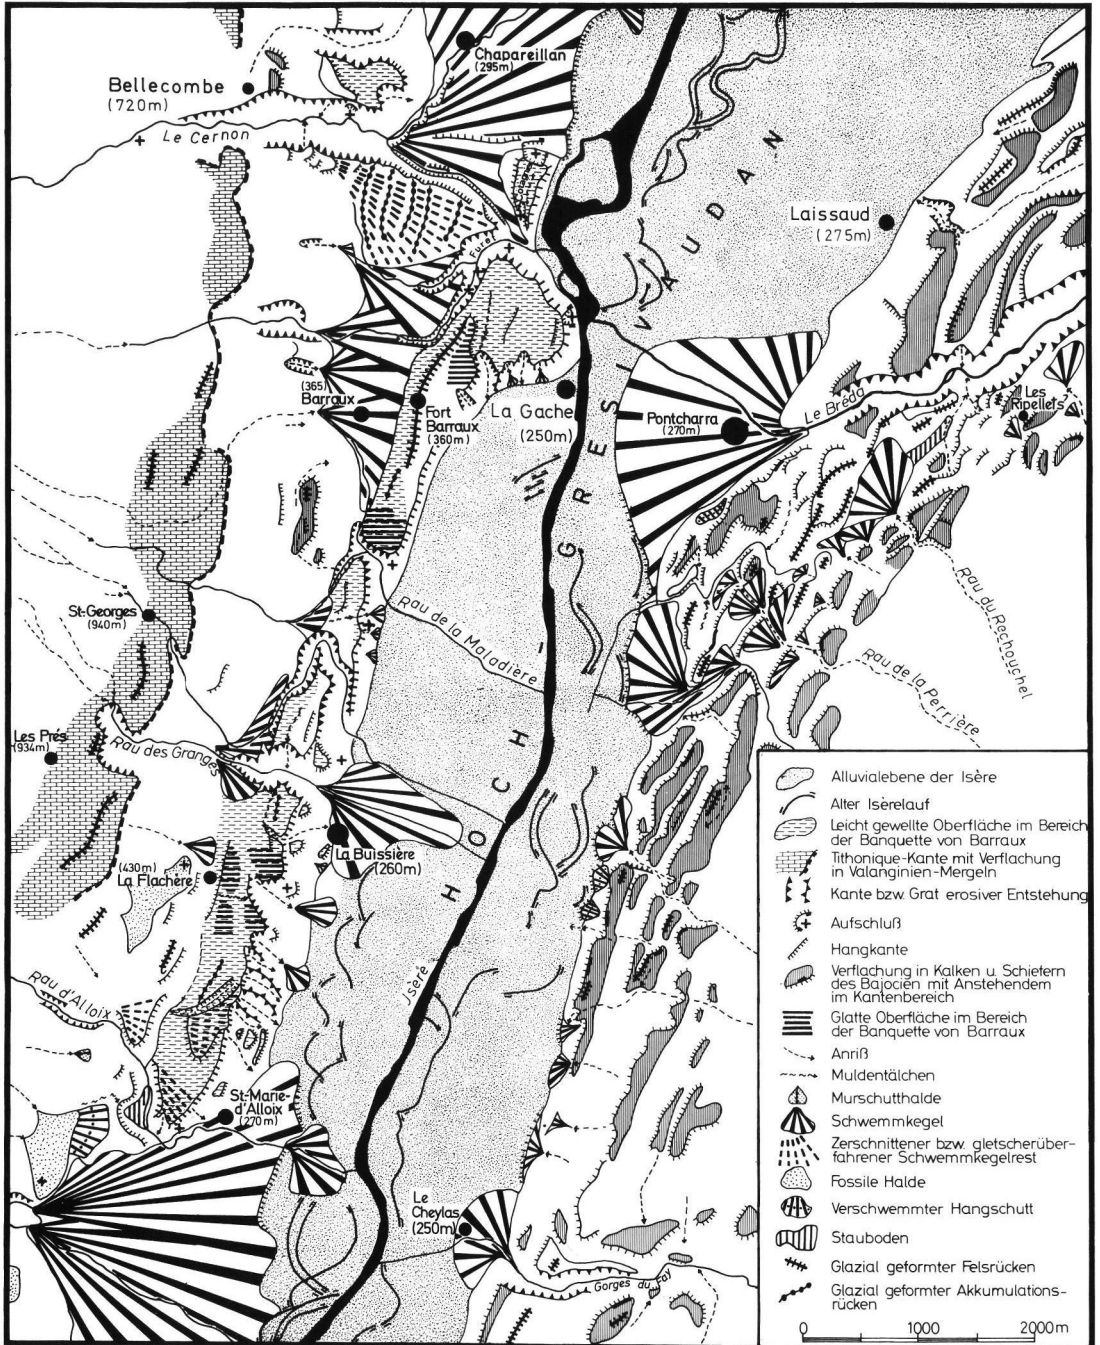 Chapareillan
(295m)
Bellecombe
(720m)
Le Cernon
Laissaud
(275m)
Furet
HOCHGRESIVAUDAN
(365)
Barraux
Fort
Barraux
(360m)
La Gache
(250m)
Pontcharra
(270m)
Le Bréda
Les
Ripellets
St-Georges
(940m)
Rau de la Maladière
Rau du Rechouchel
Rau de la Perrière
Les Prés
(934m)
Rau des Granges
La Buissière
(260m)
(430m)
La Flachère
Isère
Rau d'Alloix
St-Marie-
d'Alloix
(270m)
Le
Cheylas
(250m)
Gorges du Fay
Alluvialebene der Isère
Alter Isèrelauf
Leicht gewellte Oberfläche im Bereich
der Banquette von Barraux
Tithonique-Kante mit Verflachung
in Valanginien-Mergeln
Kante bzw. Grat erosiver Entstehung
Aufschluß
Hangkante
Verflachung in Kalken u. Schiefern
des Bajocien mit Anstehendem
im Kantenbereich
Glatte Oberfläche im Bereich
der Banquette von Barraux
Anriß
Muldentälchen
Murschutthalde
Schwemmkegel
Zerschnittener bzw. gletscherüber-
fahrener Schwemmkegelrest
Fossile Halde
Verschwemmter Hangschutt
Stauboden
Glazial geformter Felsrücken
Glazial geformter Akkumulations-
rücken
0 1000 2000m